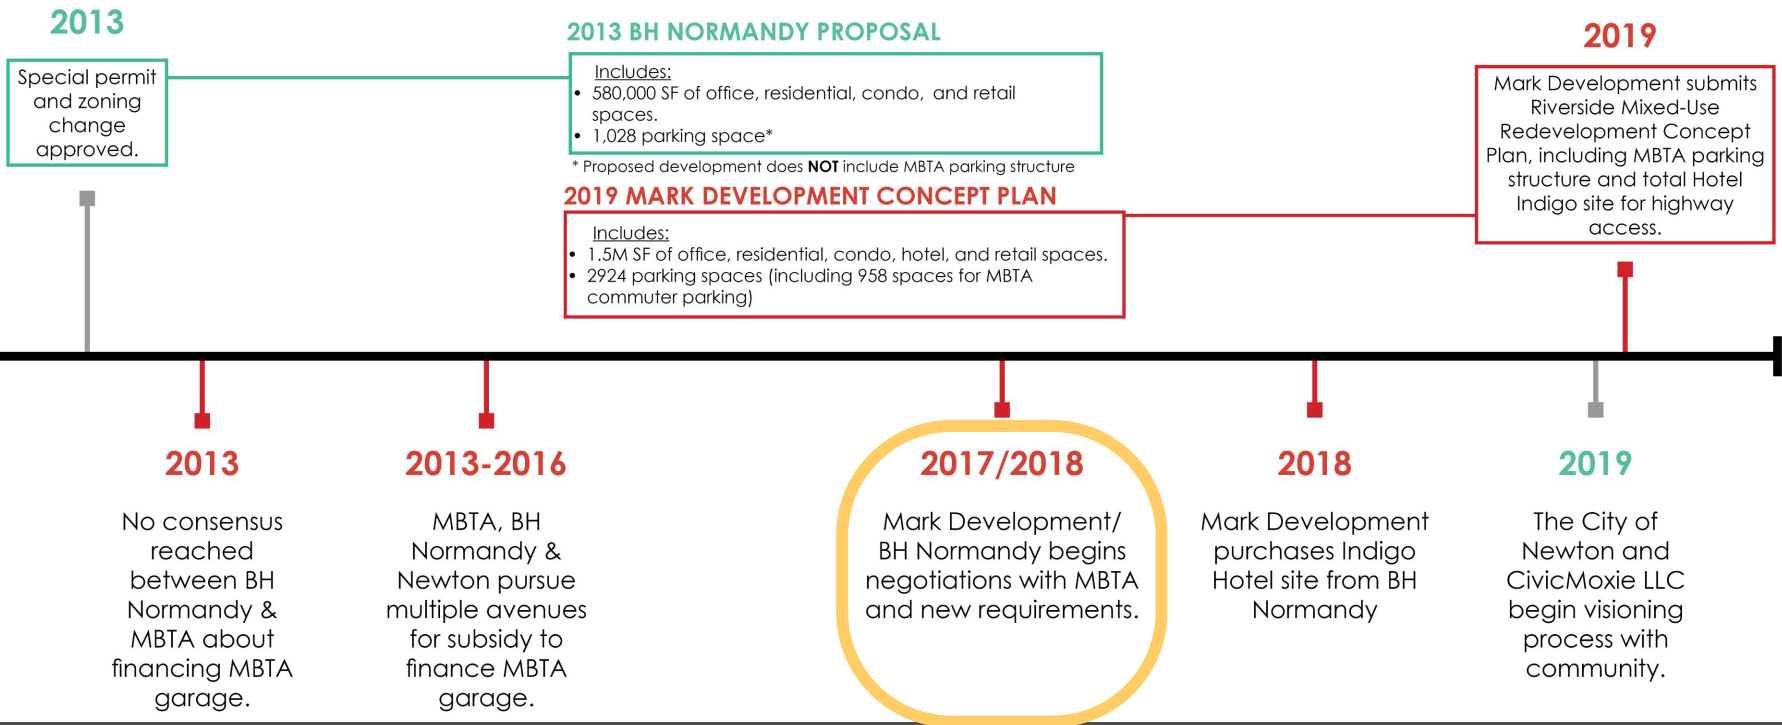 2013
Special permit
and zoning
change
approved.
2013 BH NORMANDY PROPOSAL
Includes:
• 580,000 SF of office, residential, condo, and retail
spaces.
• 1,028 parking space*
* Proposed development does NOT include MBTA parking structure
2019 MARK DEVELOPMENT CONCEPT PLAN
Includes:
• 1.5M SF of office, residential, condo, hotel, and retail spaces.
• 2924 parking spaces (including 958 spaces for MBTA
commuter parking)
2019
Mark Development submits
Riverside Mixed-Use
Redevelopment Concept
Plan, including MBTA parking
structure and total Hotel
Indigo site for highway
access.
2013
No consensus
reached
between BH
Normandy &
MBTA about
financing MBTA
garage.
2013-2016
MBTA, BH
Normandy &
Newton pursue
multiple avenues
for subsidy to
finance MBTA
garage.
2017/2018
Mark Development/
BH Normandy begins
negotiations with MBTA
and new requirements.
2018
Mark Development
purchases Indigo
Hotel site from BH
Normandy
2019
The City of
Newton and
CivicMoxie LLC
begin visioning
process with
community.